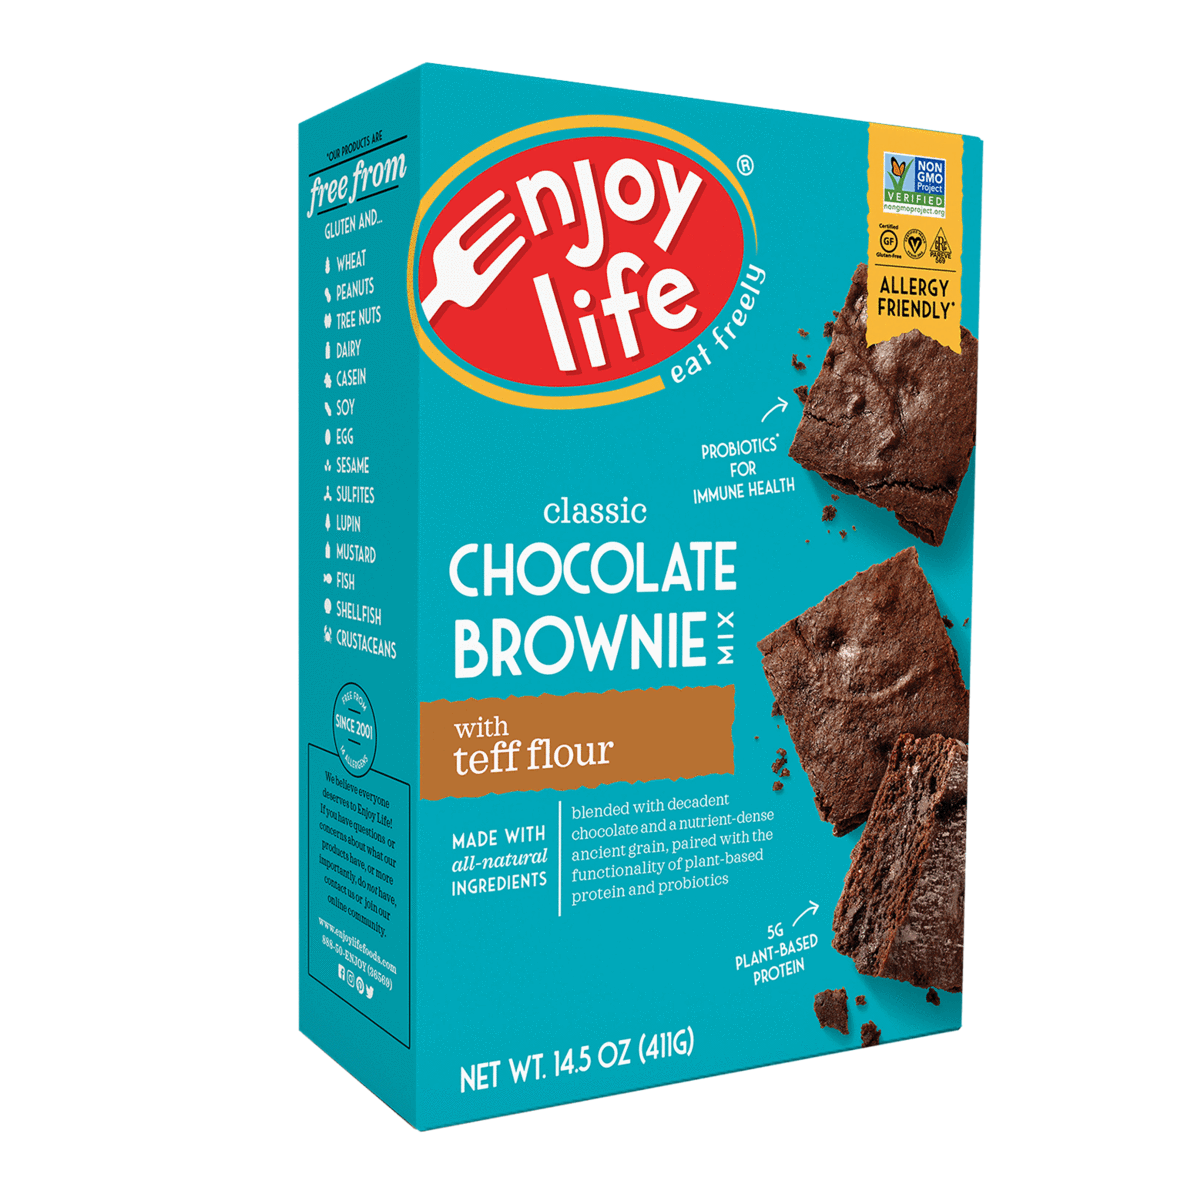 *OUR PRODUCTS ARE
free from
GLUTEN AND...
WHEAT
PEANUTS
TREE NUTS
DAIRY
CASEIN
SOY
EGG
SESAME
SULFITES
LUPIN
MUSTARD
FISH
SHELLFISH
CRUSTACEANS
FREE FROM
SINCE 2001
14 ALLERGENS
We believe everyone
deserves to Enjoy Life!
If you have questions or
concerns about what our
products have, or more
importantly, do not have,
contact us or join our
online community.
www.enjoylifefoods.com
888-50-ENJOY (36569)
Enjoy
life
®
eat freely
NON
GMO
Project
VERIFIED
nongmoproject.org
Certified
GF
Gluten-Free
PAREVE
569
ALLERGY
FRIENDLY*
PROBIOTICS*
FOR
IMMUNE HEALTH
classic
CHOCOLATE
BROWNIE
MIX
with
teff flour
MADE WITH
all-natural
INGREDIENTS
blended with decadent
chocolate and a nutrient-dense
ancient grain, paired with the
functionality of plant-based
protein and probiotics
5G
PLANT-BASED
PROTEIN
NET WT. 14.5 OZ (411G)